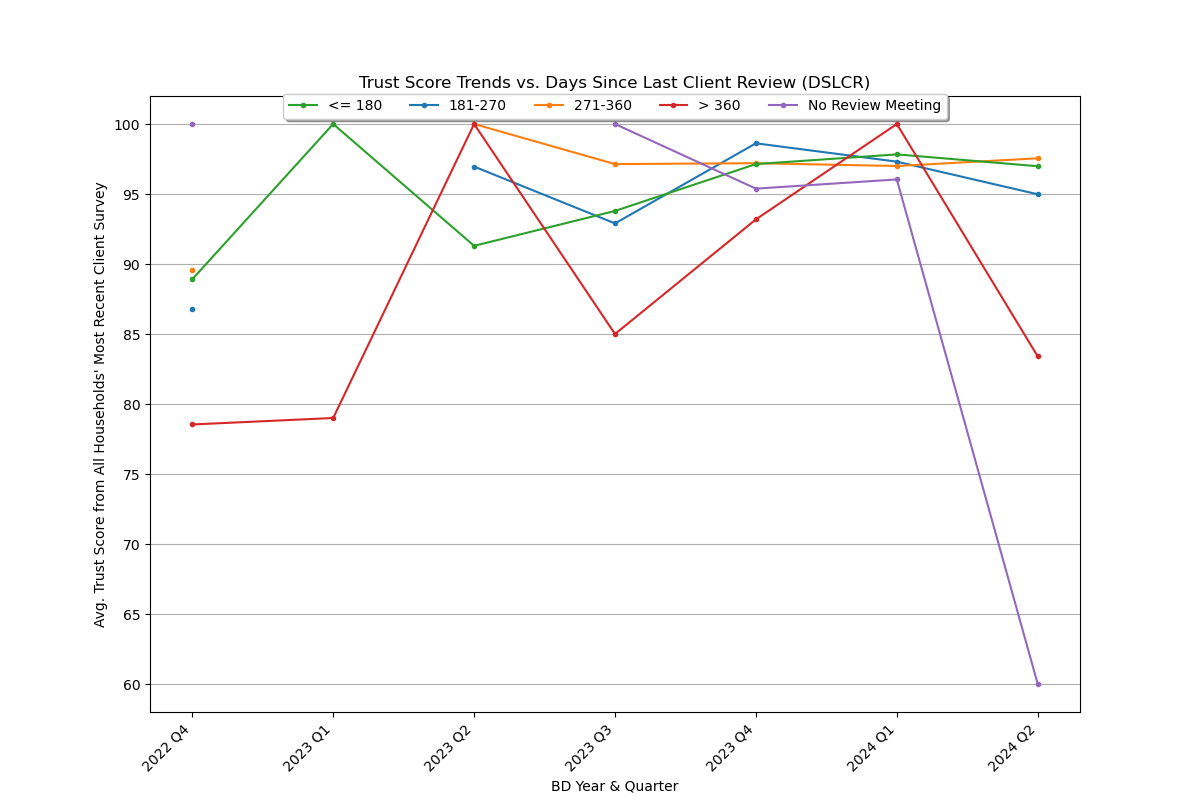 Trust Score Trends vs. Days Since Last Client Review (DSLCR)
<= 180 181-270 271-360 > 360 No Review Meeting
Avg. Trust Score from All Households' Most Recent Client Survey
100
95
90
85
80
75
70
65
60
2022 Q4 2023 Q1 2023 Q2 2023 Q3 2023 Q4 2024 Q1 2024 Q2
BD Year & Quarter